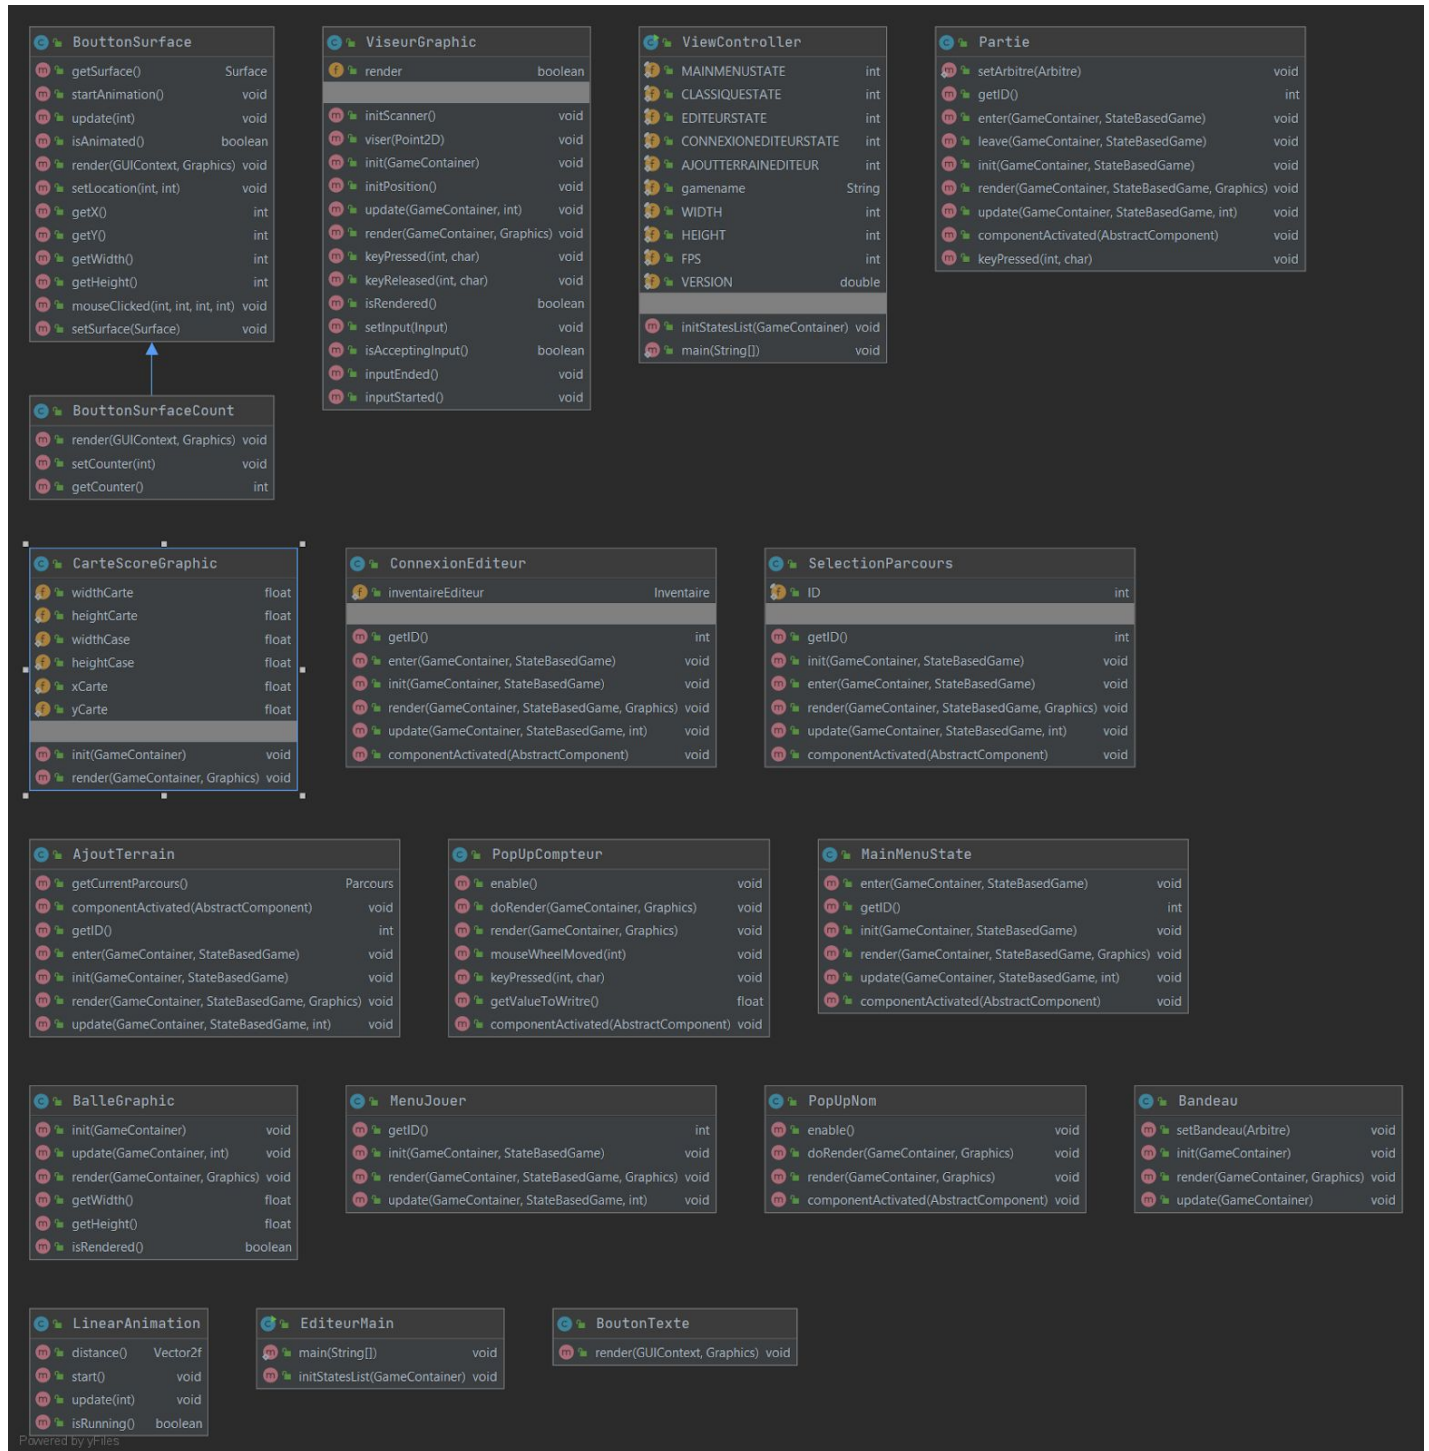 BouttonSurface
getSurface() Surface
startAnimation() void
update(int) void
isAnimated() boolean
render(GUIContext, Graphics) void
setLocation(int, int) void
getX() int
getY() int
getWidth() int
getHeight() int
mouseClicked(int, int, int, int) void
setSurface(Surface) void
BouttonSurfaceCount
render(GUIContext, Graphics) void
setCounter(int) void
getCounter() int
ViseurGraphic
render boolean
initScanner() void
viser(Point2D) void
init(GameContainer) void
initPosition() void
update(GameContainer, int) void
render(GameContainer, Graphics) void
keyPressed(int, char) void
keyReleased(int, char) void
isRendered() boolean
setInput(Input) void
isAcceptingInput() boolean
inputEnded() void
inputStarted() void
ViewController
MAINMENUSTATE int
CLASSIQUESTATE int
EDITEURSTATE int
CONNEXIONEDITEURSTATE int
AJOUTTERRAINEDITEUR int
gamename String
WIDTH int
HEIGHT int
FPS int
VERSION double
initStatesList(GameContainer) void
main(String[]) void
Partie
setArbitre(Arbitre) void
getID() int
enter(GameContainer, StateBasedGame) void
leave(GameContainer, StateBasedGame) void
init(GameContainer, StateBasedGame) void
render(GameContainer, StateBasedGame, Graphics) void
update(GameContainer, StateBasedGame, int) void
componentActivated(AbstractComponent) void
keyPressed(int, char) void
CarteScoreGraphic
widthCarte float
heightCarte float
widthCase float
heightCase float
xCarte float
yCarte float
init(GameContainer) void
render(GameContainer, Graphics) void
ConnexionEditeur
inventaireEditeur Inventaire
getID() int
enter(GameContainer, StateBasedGame) void
init(GameContainer, StateBasedGame) void
render(GameContainer, StateBasedGame, Graphics) void
update(GameContainer, StateBasedGame, int) void
componentActivated(AbstractComponent) void
SelectionParcours
ID int
getID() int
init(GameContainer, StateBasedGame) void
enter(GameContainer, StateBasedGame) void
render(GameContainer, StateBasedGame, Graphics) void
update(GameContainer, StateBasedGame, int) void
componentActivated(AbstractComponent) void
AjoutTerrain
getCurrentParcours() Parcours
componentActivated(AbstractComponent) void
getID() int
enter(GameContainer, StateBasedGame) void
init(GameContainer, StateBasedGame) void
render(GameContainer, StateBasedGame, Graphics) void
update(GameContainer, StateBasedGame, int) void
PopUpCompteur
enable() void
doRender(GameContainer, Graphics) void
render(GameContainer, Graphics) void
mouseWheelMoved(int) void
keyPressed(int, char) void
getValueToWritre() float
componentActivated(AbstractComponent) void
MainMenuState
enter(GameContainer, StateBasedGame) void
getID() int
init(GameContainer, StateBasedGame) void
render(GameContainer, StateBasedGame, Graphics) void
update(GameContainer, StateBasedGame, int) void
componentActivated(AbstractComponent) void
BalleGraphic
init(GameContainer) void
update(GameContainer, int) void
render(GameContainer, Graphics) void
getWidth() float
getHeight() float
isRendered() boolean
MenuJouer
getID() int
init(GameContainer, StateBasedGame) void
render(GameContainer, StateBasedGame, Graphics) void
update(GameContainer, StateBasedGame, int) void
PopUpNom
enable() void
doRender(GameContainer, Graphics) void
render(GameContainer, Graphics) void
componentActivated(AbstractComponent) void
Bandeau
setBandeau(Arbitre) void
init(GameContainer) void
render(GameContainer, Graphics) void
update(GameContainer) void
LinearAnimation
distance() Vector2f
start() void
update(int) void
isRunning() boolean
EditeurMain
main(String[]) void
initStatesList(GameContainer) void
BoutonTexte
render(GUIContext, Graphics) void
Powered by yFiles